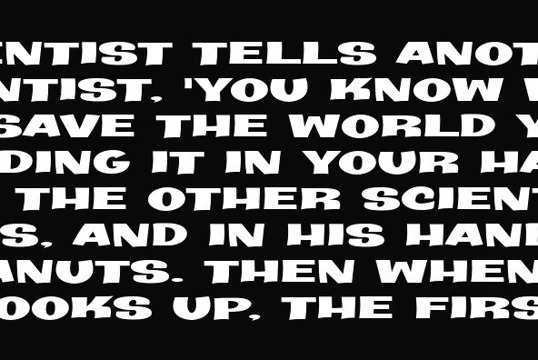 ENTIST TELLS ANOT
NTIST, 'YOU KNOW W
SAVE THE WORLD Y
DING IT IN YOUR HA
THE OTHER SCIENT
S, AND IN HIS HAN
ANUTS. THEN WHEN
OOKS UP, THE FIRS